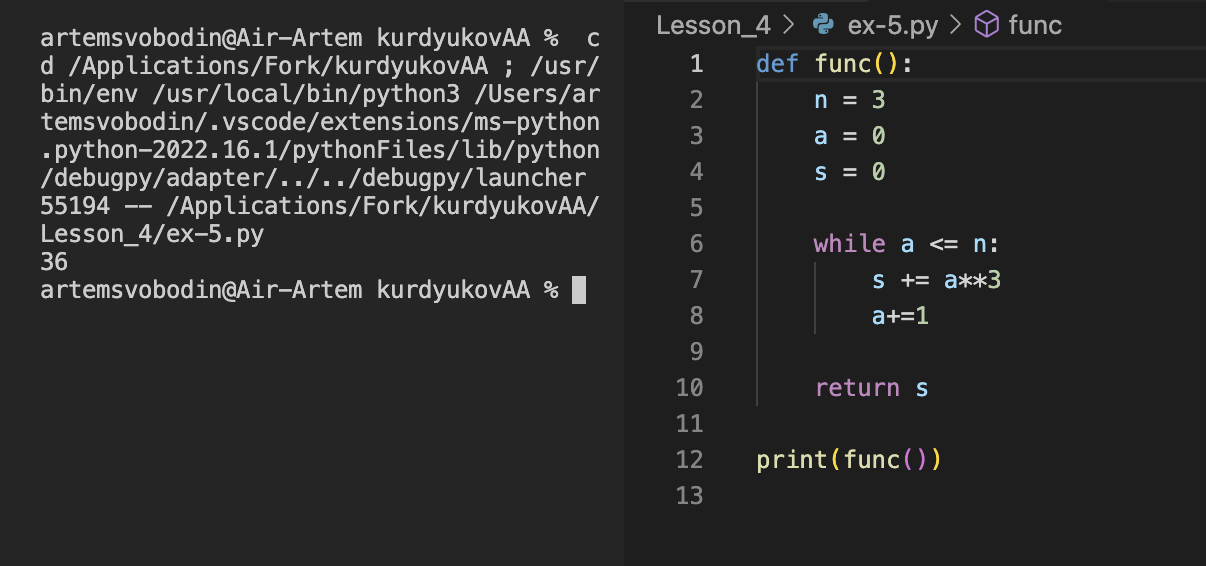 artemsvobodin@Air-Artem kurdyukovAA %  c
d /Applications/Fork/kurdyukovAA ; /usr/
bin/env /usr/local/bin/python3 /Users/ar
temsvobodin/.vscode/extensions/ms-python
.python-2022.16.1/pythonFiles/lib/python
/debugpy/adapter/../../debugpy/launcher
55194 -- /Applications/Fork/kurdyukovAA/
Lesson_4/ex-5.py
36
artemsvobodin@Air-Artem kurdyukovAA %
Lesson_4 > ex-5.py > func
1 def func():
2     n = 3
3     a = 0
4     s = 0
5
6     while a <= n:
7         s += a**3
8         a+=1
9
10     return s
11
12 print(func())
13